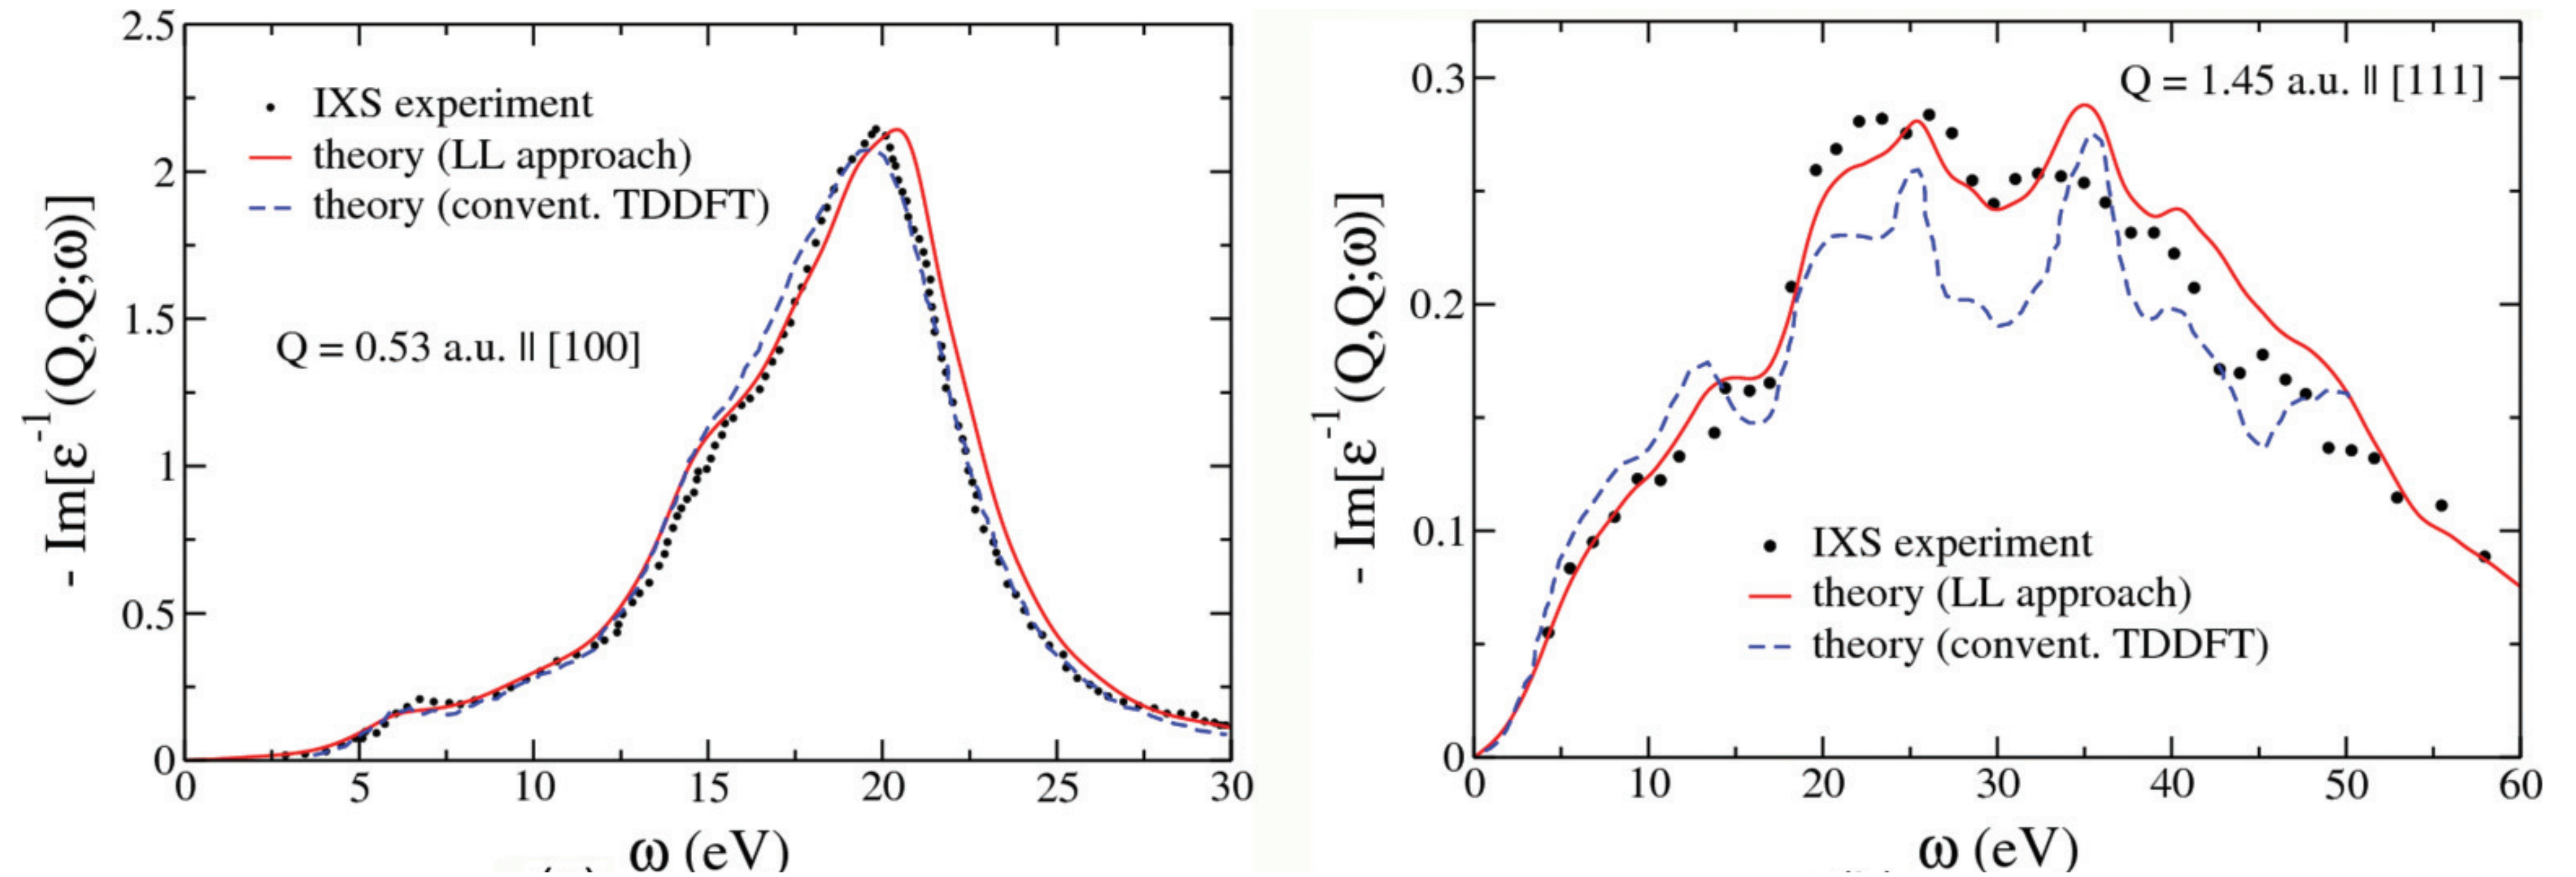 2.5
2
1.5
1
0.5
0
- Im[ε⁻¹(Q,Q;ω)]
IXS experiment
theory (LL approach)
theory (convent. TDDFT)
Q = 0.53 a.u. || [100]
0 5 10 15 20 25 30
ω (eV)
0.3
0.2
0.1
0
- Im[ε⁻¹(Q,Q;ω)]
Q = 1.45 a.u. || [111]
IXS experiment
theory (LL approach)
theory (convent. TDDFT)
0 10 20 30 40 50 60
ω (eV)